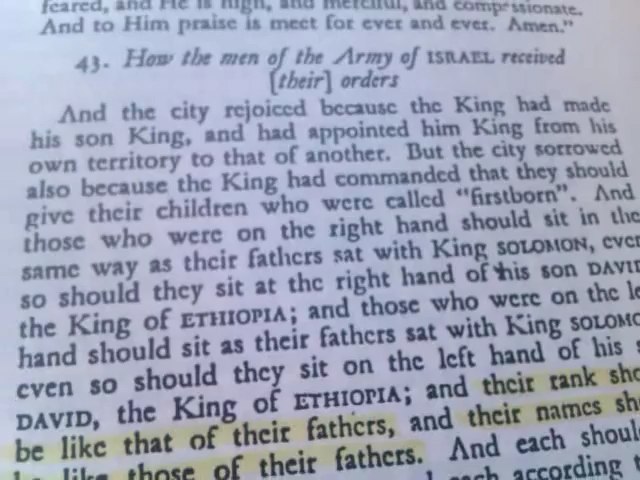 feared, and He is high, and merciful, and compassionate.
And to Him praise is meet for ever and ever. Amen."
43. How the men of the Army of ISRAEL received
[their] orders
And the city rejoiced because the King had made
his son King, and had appointed him King from his
own territory to that of another. But the city sorrowed
also because the King had commanded that they should
give their children who were called "firstborn". And
those who were on the right hand should sit in the
same way as their fathers sat with King SOLOMON, even
so should they sit at the right hand of his son DAVID
the King of ETHIOPIA; and those who were on the le
hand should sit as their fathers sat with King SOLOMO
even so should they sit on the left hand of his s
DAVID, the King of ETHIOPIA; and their rank sho
be like that of their fathers, and their names sh
be like those of their fathers. And each shoul
each according t